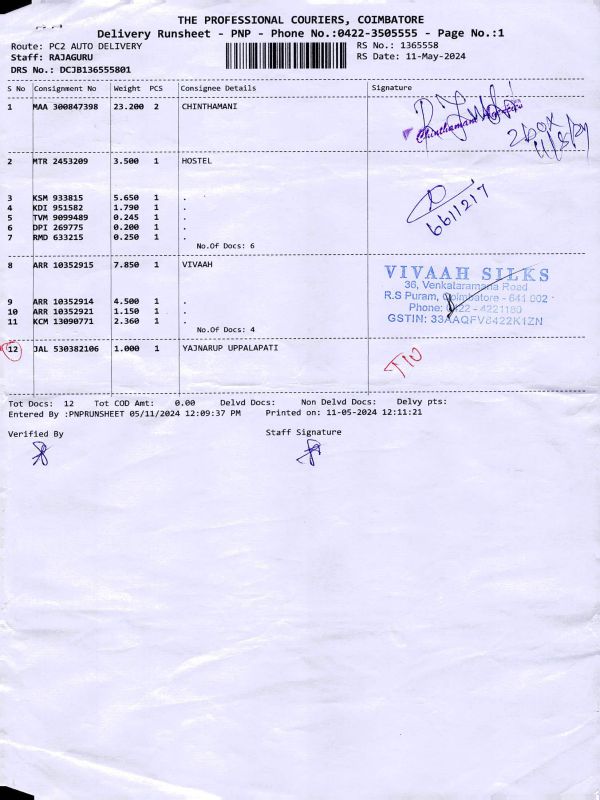 THE PROFESSIONAL COURIERS, COIMBATORE
Delivery Runsheet - PNP - Phone No.:0422-3505555 - Page No.:1
Route: PC2 AUTO DELIVERY RS No.: 1365558
Staff: RAJAGURU RS Date: 11-May-2024
DRS No.: DCJB136555801
S No Consignment No Weight PCS Consignee Details Signature
1 MAA 300847398 23.200 2 CHINTHAMANI
2 BOX
11/5/24
2 MTR 2453209 3.500 1 HOSTEL
6611217
3 KSM 933815 5.650 1 .
4 KDI 951582 1.790 1 .
5 TVM 9099489 0.245 1 .
6 DPI 269775 0.200 1 .
7 RMD 633215 0.250 1 .
No.Of Docs: 6
8 ARR 10352915 7.850 1 VIVAAH
VIVAAH SILKS
36, Venkataramana Road
R.S Puram, Coimbatore - 641 002
Phone: 0422 - 4221180
9 ARR 10352914 4.500 1 .
10 ARR 10352921 1.150 1 .
11 KCM 13090771 2.360 1 .
No.Of Docs: 4
12 JAL 530382106 1.000 1 YAJNARUP UPPALAPATI
Tot Docs: 12 Tot COD Amt: 0.00 Delvd Docs: Non Delvd Docs: Delvy pts:
Entered By :PNPRUNSHEET 05/11/2024 12:09:37 PM Printed on: 11-05-2024 12:11:21
Verified By Staff Signature